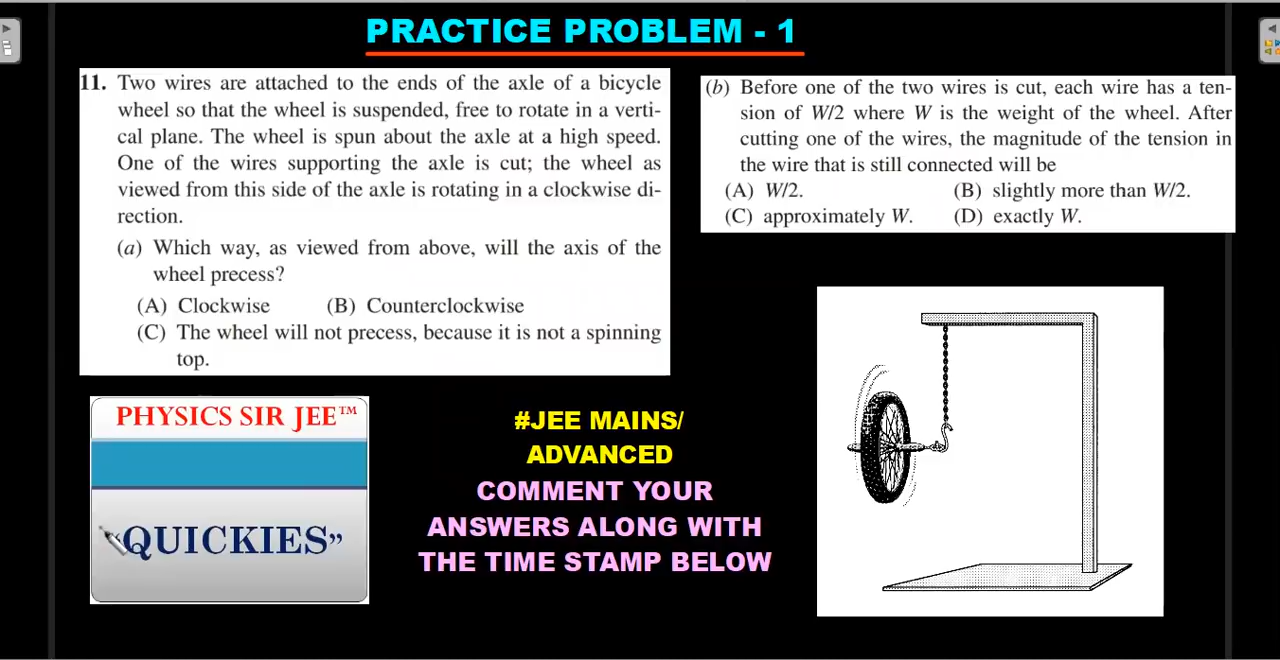 PRACTICE PROBLEM - 1
11. Two wires are attached to the ends of the axle of a bicycle
wheel so that the wheel is suspended, free to rotate in a verti-
cal plane. The wheel is spun about the axle at a high speed.
One of the wires supporting the axle is cut; the wheel as
viewed from this side of the axle is rotating in a clockwise di-
rection.
(a) Which way, as viewed from above, will the axis of the
wheel precess?
(A) Clockwise (B) Counterclockwise
(C) The wheel will not precess, because it is not a spinning
top.
(b) Before one of the two wires is cut, each wire has a ten-
sion of W/2 where W is the weight of the wheel. After
cutting one of the wires, the magnitude of the tension in
the wire that is still connected will be
(A) W/2. (B) slightly more than W/2.
(C) approximately W. (D) exactly W.
PHYSICS SIR JEE™
“QUICKIES”
#JEE MAINS/
ADVANCED
COMMENT YOUR
ANSWERS ALONG WITH
THE TIME STAMP BELOW